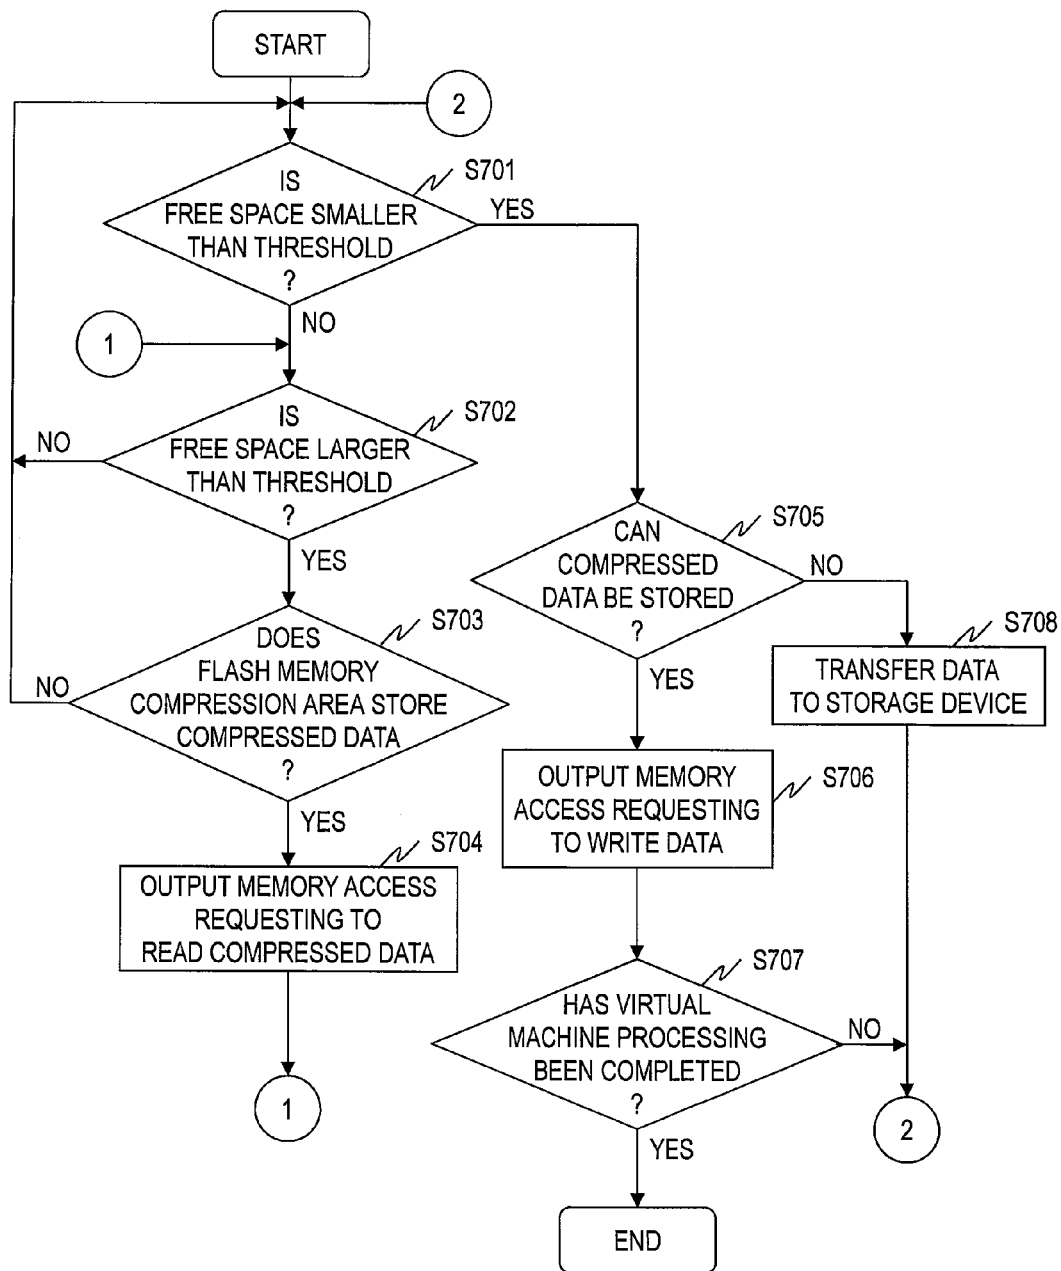 START
2
S701
IS
FREE SPACE SMALLER
THAN THRESHOLD
?
YES
NO
1
S702
IS
FREE SPACE LARGER
THAN THRESHOLD
?
NO
YES
S703
DOES
FLASH MEMORY
COMPRESSION AREA STORE
COMPRESSED DATA
?
NO
YES
S704
OUTPUT MEMORY ACCESS
REQUESTING TO
READ COMPRESSED DATA
1
S705
CAN
COMPRESSED
DATA BE STORED
?
NO
YES
S708
TRANSFER DATA
TO STORAGE DEVICE
S706
OUTPUT MEMORY
ACCESS REQUESTING
TO WRITE DATA
S707
HAS VIRTUAL
MACHINE PROCESSING
BEEN COMPLETED
?
NO
YES
2
END